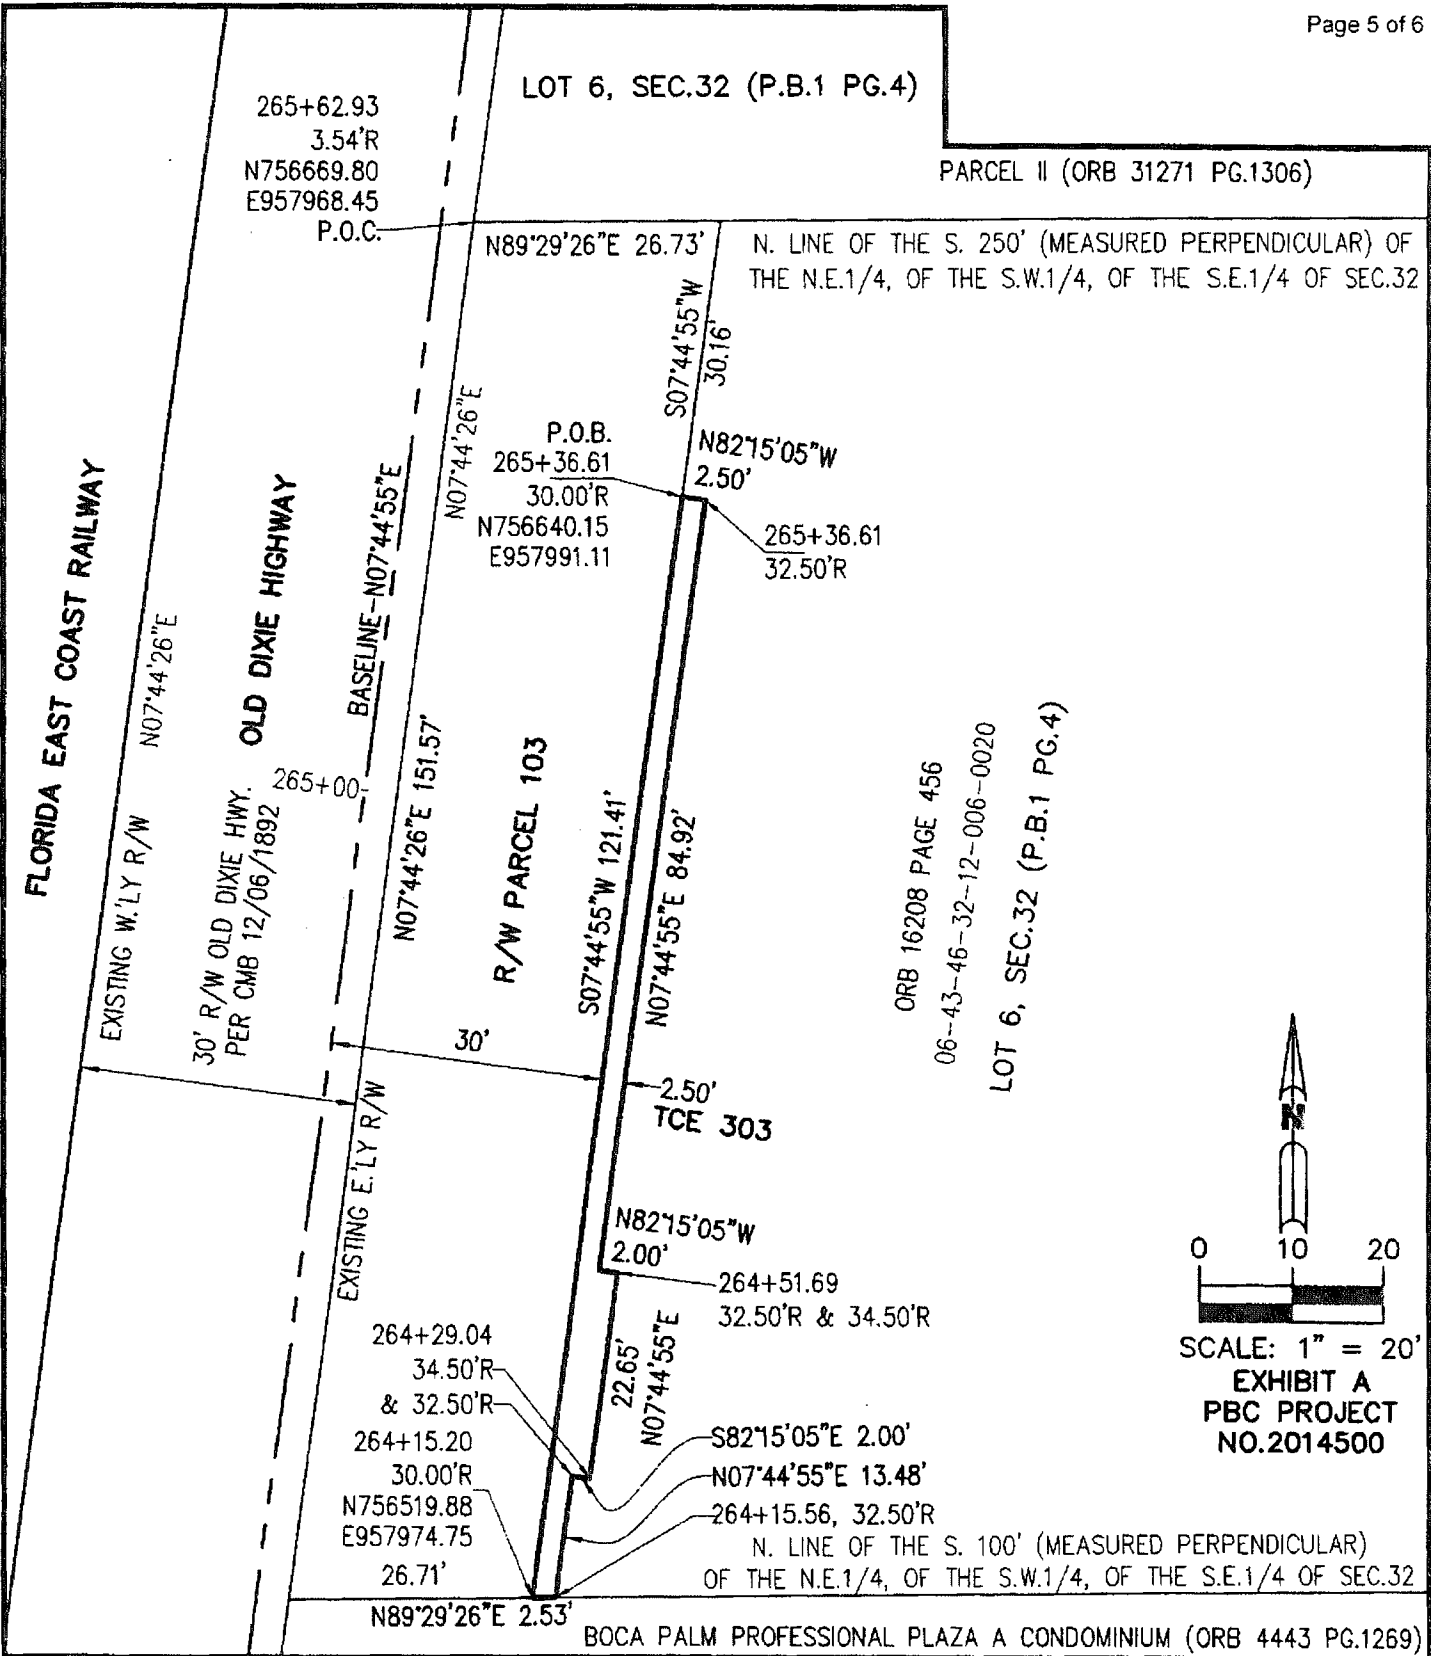 Page 5 of 6
LOT 6, SEC.32 (P.B.1 PG.4)
265+62.93
3.54'R
N756669.80
E957968.45
P.O.C.
PARCEL II (ORB 31271 PG.1306)
N89°29'26"E 26.73'
N. LINE OF THE S. 250' (MEASURED PERPENDICULAR) OF
THE N.E.1/4, OF THE S.W.1/4, OF THE S.E.1/4 OF SEC.32
S07°44'55"W
30.16'
N07°44'26"E
P.O.B.
265+36.61
30.00'R
N756640.15
E957991.11
N82°15'05"W
2.50'
265+36.61
32.50'R
FLORIDA EAST COAST RAILWAY
N07°44'26"E
EXISTING W.'LY R/W
OLD DIXIE HIGHWAY
30' R/W OLD DIXIE HWY.
PER CMB 12/06/1892
BASELINE-N07°44'55"E
265+00
N07°44'26"E 151.57'
R/W PARCEL 103
S07°44'55"W 121.41'
N07°44'55"E 84.92'
ORB 16208 PAGE 456
06-43-46-32-12-006-0020
LOT 6, SEC.32 (P.B.1 PG.4)
30'
2.50'
TCE 303
EXISTING E.'LY R/W
N82°15'05"W
2.00'
264+51.69
32.50'R & 34.50'R
22.65'
N07°44'55"E
264+29.04
34.50'R
& 32.50'R
264+15.20
30.00'R
N756519.88
E957974.75
26.71'
S82°15'05"E 2.00'
N07°44'55"E 13.48'
264+15.56, 32.50'R
N. LINE OF THE S. 100' (MEASURED PERPENDICULAR)
OF THE N.E.1/4, OF THE S.W.1/4, OF THE S.E.1/4 OF SEC.32
N89°29'26"E 2.53'
BOCA PALM PROFESSIONAL PLAZA A CONDOMINIUM (ORB 4443 PG.1269)
N
0 10 20
SCALE: 1" = 20'
EXHIBIT A
PBC PROJECT
NO.2014500